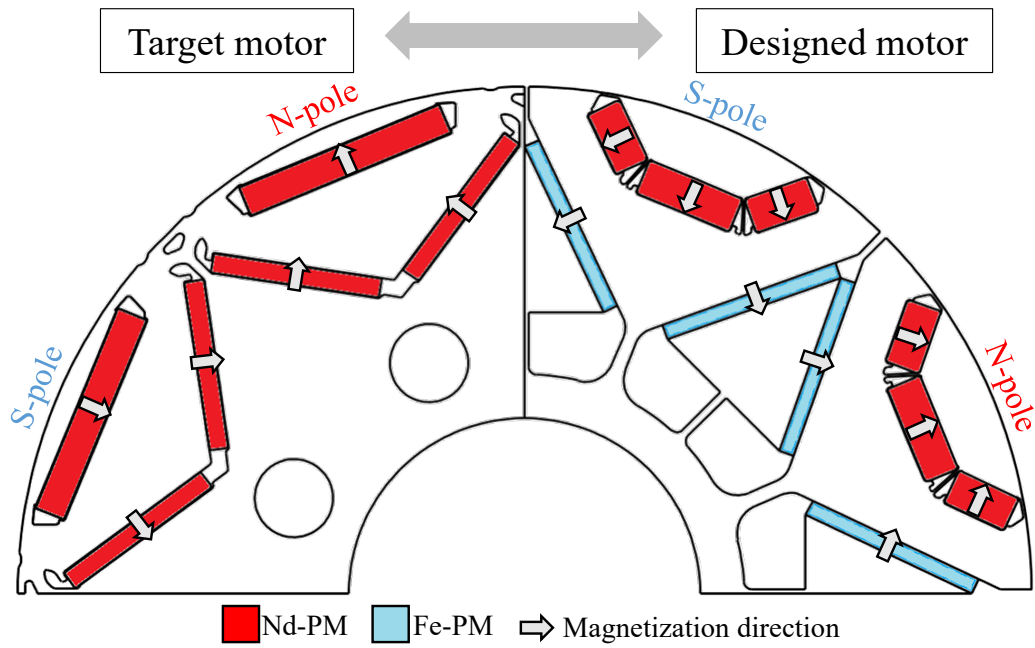 Target motor
Designed motor
N-pole
S-pole
S-pole
N-pole
Nd-PM
Fe-PM
Magnetization direction